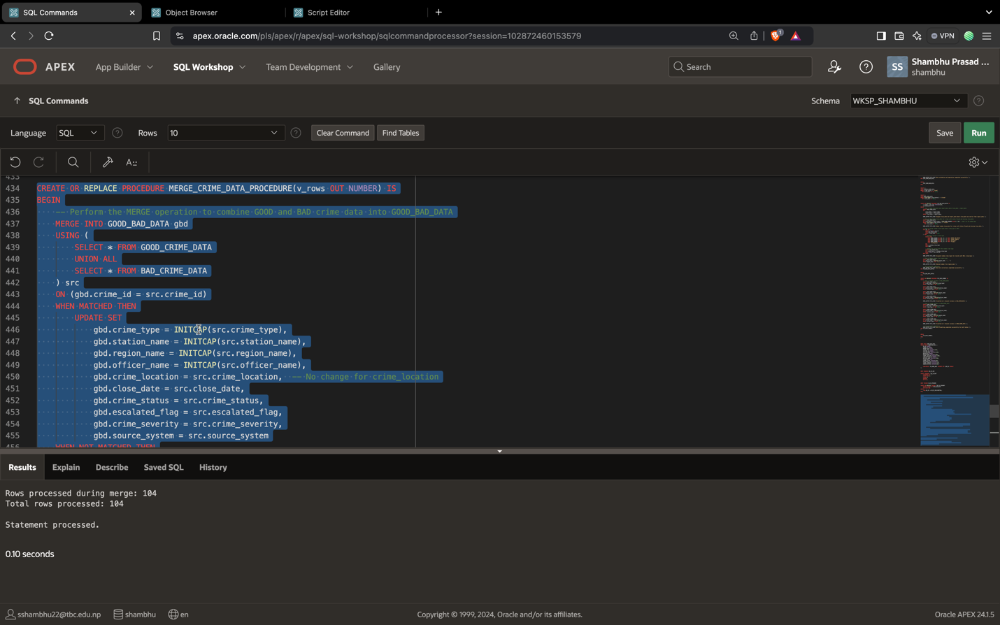 SQL Commands
Object Browser
Script Editor
apex.oracle.com/pls/apex/r/apex/sql-workshop/sqlcommandprocessor?session=102872460153579
1
VPN
APEX
App Builder
SQL Workshop
Team Development
Gallery
Search
SS
Shambhu Prasad ...
shambhu
SQL Commands
Schema
WKSP_SHAMBHU
Language
SQL
Rows
10
Clear Command
Find Tables
Save
Run
433
434 CREATE OR REPLACE PROCEDURE MERGE_CRIME_DATA_PROCEDURE(v_rows OUT NUMBER) IS
435 BEGIN
436 -- Perform the MERGE operation to combine GOOD and BAD crime data into GOOD_BAD_DATA
437 MERGE INTO GOOD_BAD_DATA gbd
438 USING (
439 SELECT * FROM GOOD_CRIME_DATA
440 UNION ALL
441 SELECT * FROM BAD_CRIME_DATA
442 ) src
443 ON (gbd.crime_id = src.crime_id)
444 WHEN MATCHED THEN
445 UPDATE SET
446 gbd.crime_type = INITCAP(src.crime_type),
447 gbd.station_name = INITCAP(src.station_name),
448 gbd.region_name = INITCAP(src.region_name),
449 gbd.officer_name = INITCAP(src.officer_name),
450 gbd.crime_location = src.crime_location, -- No change for crime_location
451 gbd.close_date = src.close_date,
452 gbd.crime_status = src.crime_status,
453 gbd.escalated_flag = src.escalated_flag,
454 gbd.crime_severity = src.crime_severity,
455 gbd.source_system = src.source_system
456 WHEN NOT MATCHED THEN
Results
Explain
Describe
Saved SQL
History
Rows processed during merge: 104
Total rows processed: 104
Statement processed.
0.10 seconds
sshambhu22@tbc.edu.np
shambhu
en
Copyright © 1999, 2024, Oracle and/or its affiliates.
Oracle APEX 24.1.5